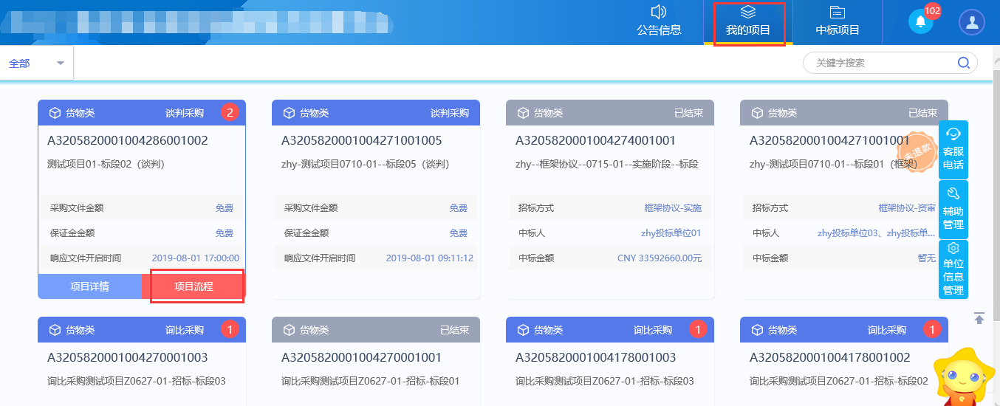 公告信息
我的项目
中标项目
102
全部
关键字搜索
货物类 谈判采购 2
A3205820001004286001002
测试项目01-标段02（谈判）
采购文件金额 免费
保证金金额 免费
响应文件开启时间 2019-08-01 17:00:00
项目详情 项目流程
货物类 谈判采购
A3205820001004271001005
zhy-测试项目0710-01--标段05（谈判）
采购文件金额 免费
保证金金额 免费
响应文件开启时间 2019-08-01 09:11:12
货物类 已结束
A3205820001004274001001
zhy--框架协议--0715-01--实施阶段--标段
招标方式 框架协议-实施
中标人 zhy投标单位01
中标金额 CNY 33592660.00元
货物类 已结束
A3205820001004271001001
未退款
zhy-测试项目0710-01--标段01（框架）
招标方式 框架协议-资审
中标人 zhy投标单位03、zhy投标单...
中标金额 暂无
客服
电话
辅助
管理
单位
信息
管理
货物类 询比采购 1
A3205820001004270001003
询比采购测试项目Z0627-01-招标-标段03
货物类 已结束
A3205820001004270001001
询比采购测试项目Z0627-01-招标-标段01
货物类 询比采购 1
A3205820001004178001003
询比采购测试项目Z0627-01-招标-标段03
货物类 询比采购 1
A3205820001004178001002
询比采购测试项目Z0627-01-招标-标段02